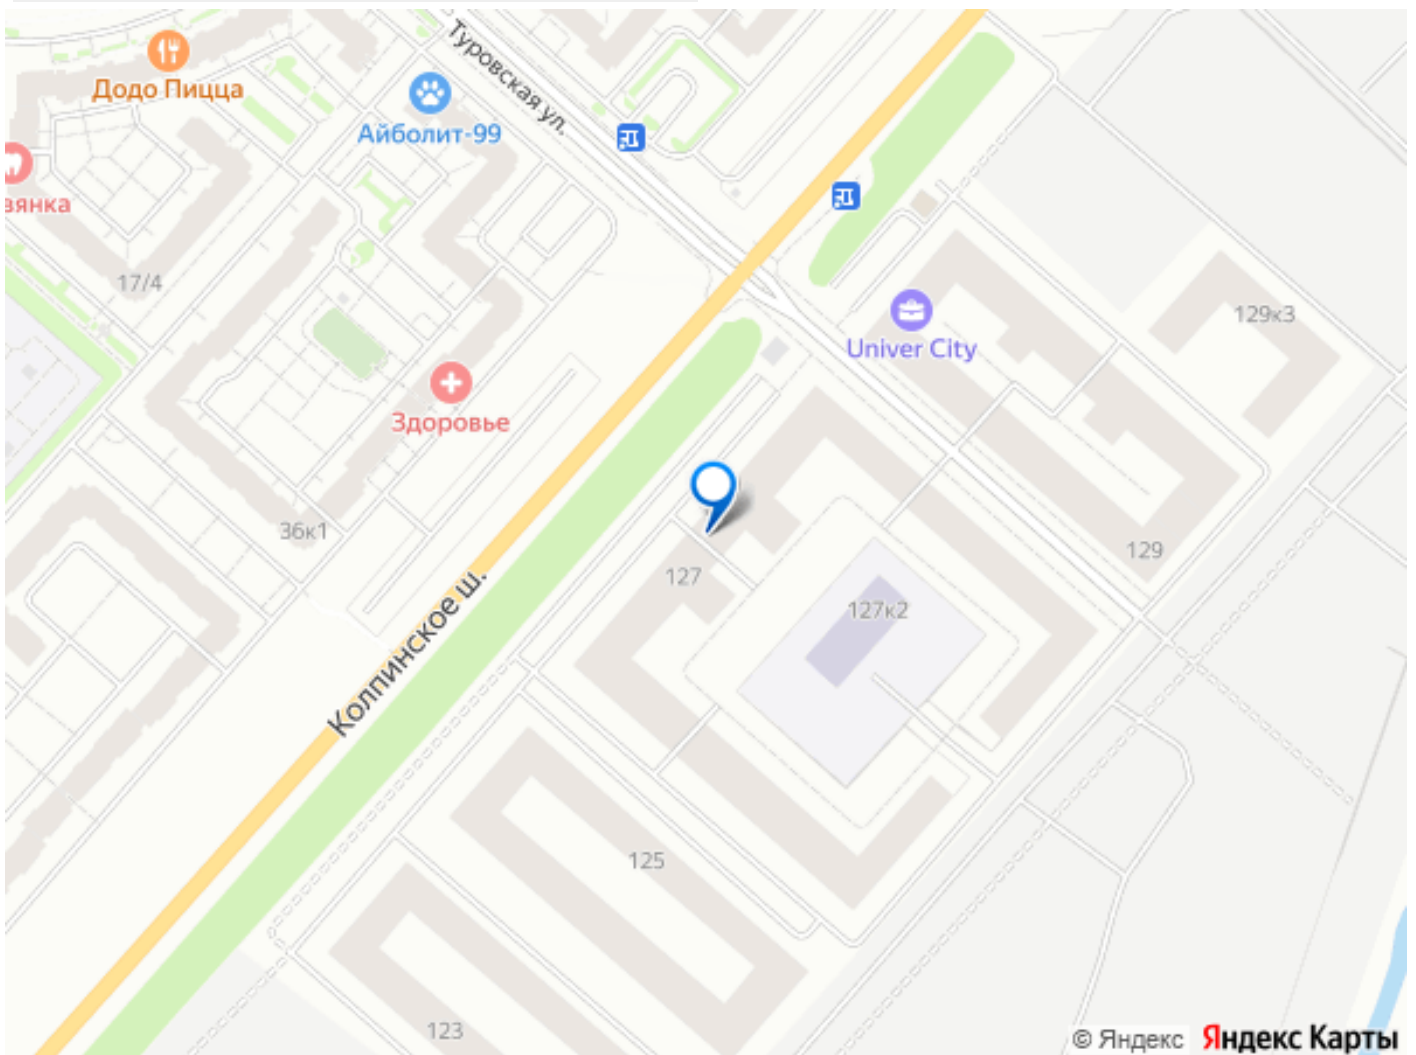 Туровская ул.
Додо Пицца
Айболит-99
вянка
17/4
129к3
Univer City
Здоровье
36к1
129
127
127к2
Колпинское ш.
125
123
© Яндекс Яндекс Карты